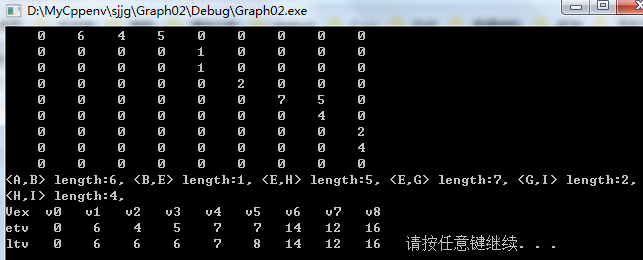 D:\MyCppenv\sjjg\Graph02\Debug\Graph02.exe
0 6 4 5 0 0 0 0 0
0 0 0 0 1 0 0 0 0
0 0 0 0 1 0 0 0 0
0 0 0 0 0 2 0 0 0
0 0 0 0 0 0 7 5 0
0 0 0 0 0 0 0 4 0
0 0 0 0 0 0 0 0 2
0 0 0 0 0 0 0 0 4
0 0 0 0 0 0 0 0 0
<A,B> length:6, <B,E> length:1, <E,H> length:5, <E,G> length:7, <G,I> length:2,
<H,I> length:4,
Vex v0 v1 v2 v3 v4 v5 v6 v7 v8
etv 0 6 4 5 7 7 14 12 16
ltv 0 6 6 6 7 8 14 12 16 请按任意键继续. . .